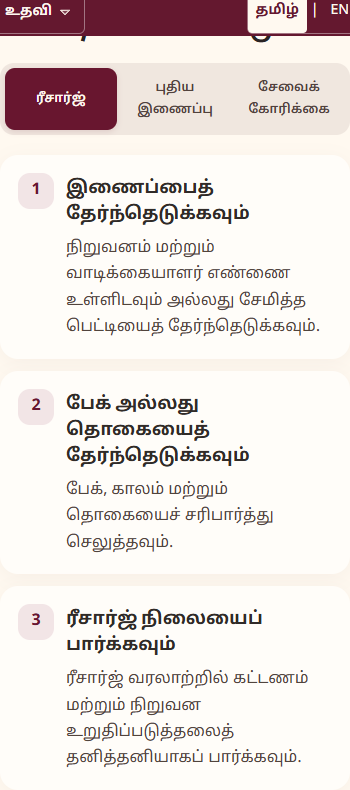 உதவி
தமிழ் | EN
ரீசார்ஜ்
புதிய
இணைப்பு
சேவைக்
கோரிக்கை
1
இணைப்பைத்
தேர்ந்தெடுக்கவும்
நிறுவனம் மற்றும்
வாடிக்கையாளர் எண்ணை
உள்ளிடவும் அல்லது சேமித்த
பெட்டியைத் தேர்ந்தெடுக்கவும்.
2
பேக் அல்லது
தொகையைத்
தேர்ந்தெடுக்கவும்
பேக், காலம் மற்றும்
தொகையைச் சரிபார்த்து
செலுத்தவும்.
3
ரீசார்ஜ் நிலையைப்
பார்க்கவும்
ரீசார்ஜ் வரலாற்றில் கட்டணம்
மற்றும் நிறுவன
உறுதிப்படுத்தலைத்
தனித்தனியாகப் பார்க்கவும்.